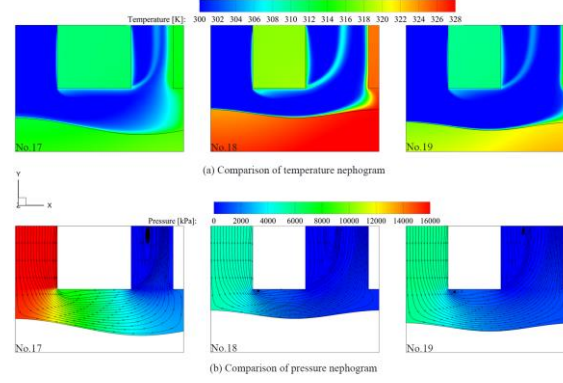 Temperature [K]: 300 302 304 306 308 310 312 314 316 318 320 322 324 326 328
No.17 No.18 No.19
(a) Comparison of temperature nephogram
Y
Z X
Pressure [kPa]: 0 2000 4000 6000 8000 10000 12000 14000 16000
No.17 No.18 No.19
(b) Comparison of pressure nephogram